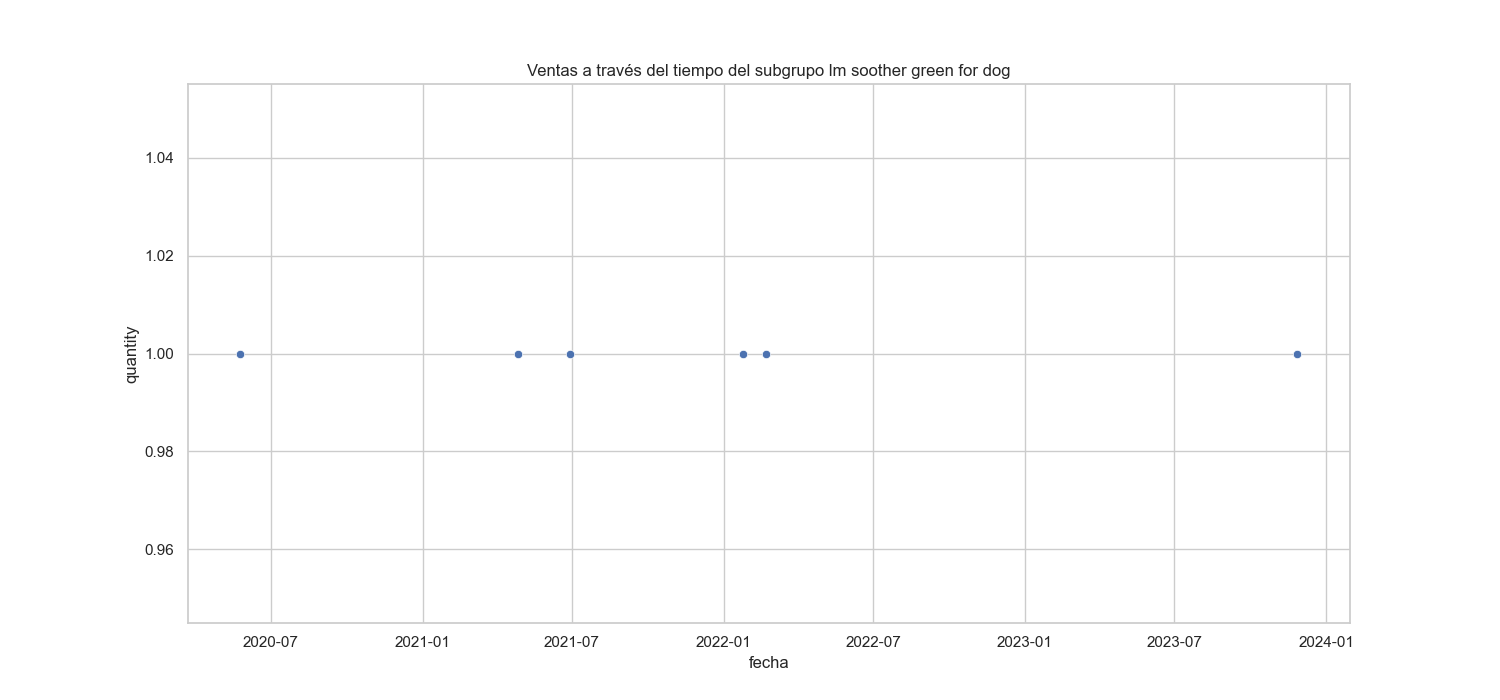 Ventas a través del tiempo del subgrupo lm soother green for dog
1.04
1.02
1.00
0.98
0.96
quantity
2020-07 2021-01 2021-07 2022-01 2022-07 2023-01 2023-07 2024-01
fecha